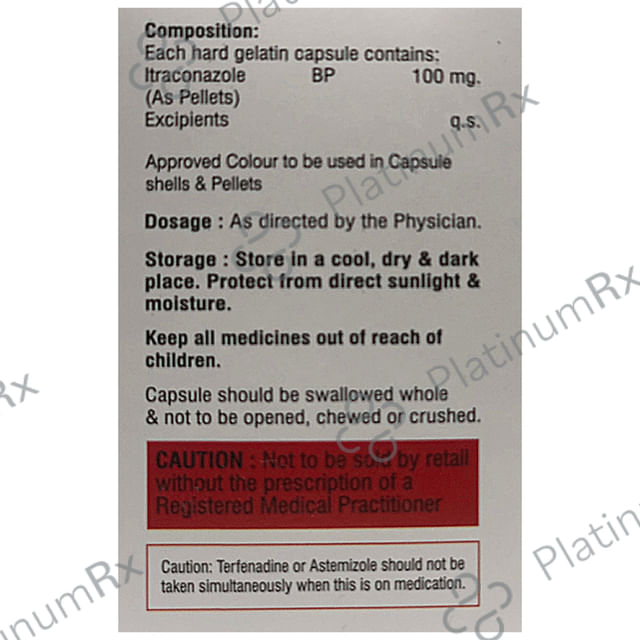 Composition:
Each hard gelatin capsule contains:
Itraconazole BP 100 mg.
(As Pellets)
Excipients q.s.
Approved Colour to be used in Capsule
shells & Pellets
Dosage : As directed by the Physician.
Storage : Store in a cool, dry & dark
place. Protect from direct sunlight &
moisture.
Keep all medicines out of reach of
children.
Capsule should be swallowed whole
& not to be opened, chewed or crushed.
CAUTION : Not to be sold by retail
without the prescription of a
Registered Medical Practitioner
Caution: Terfenadine or Astemizole should not be
taken simultaneously when this is on medication.
PlatinumRx
PlatinumRx
Rx
Platin
tinumRx
Pla